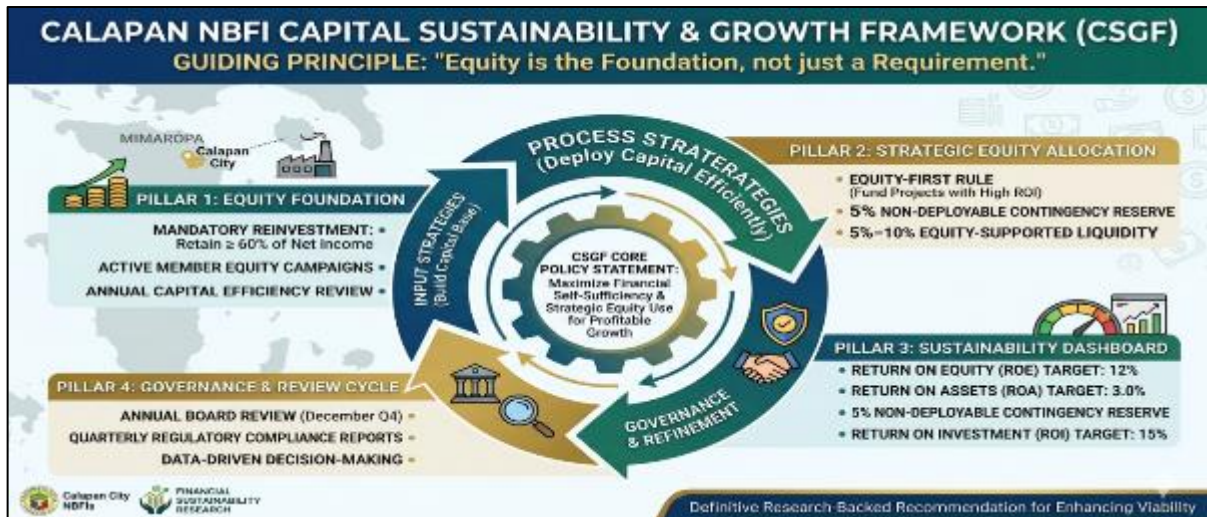 CALAPAN NBFI CAPITAL SUSTAINABILITY & GROWTH FRAMEWORK (CSGF)
GUIDING PRINCIPLE: "Equity is the Foundation, not just a Requirement."
MIMAROPA
Calapan
City
PILLAR 1: EQUITY FOUNDATION
MANDATORY REINVESTMENT:
Retain ≥ 60% of Net Income
ACTIVE MEMBER EQUITY CAMPAIGNS
ANNUAL CAPITAL EFFICIENCY REVIEW
INPUT STRATEGIES
(Build Capital Base)
PROCESS STRATERATEGIES
(Deploy Capital Efficiently)
CSGF CORE
POLICY STATEMENT:
Maximize Financial
Self-Sufficiency &
Strategic Equity Use
for Profitable
Growth
PILLAR 2: STRATEGIC EQUITY ALLOCATION
• EQUITY-FIRST RULE
(Fund Projects with High ROI)
• 5% NON-DEPLOYABLE CONTINGENCY RESERVE
• 5%–10% EQUITY-SUPPORTED LIQUIDITY
PILLAR 3: SUSTAINABILITY DASHBOARD
• RETURN ON EQUITY (ROE) TARGET: 12%
• RETURN ON ASSETS (ROA) TARGET: 3.0%
• 5% NON-DEPLOYABLE CONTINGENCY RESERVE
• RETURN ON INVESTMENT (ROI) TARGET: 15%
GOVERNANCE
& REFINEMENT
PILLAR 4: GOVERNANCE & REVIEW CYCLE
ANNUAL BOARD REVIEW (December Q4)
QUARTERLY REGULATORY COMPLIANCE REPORTS
DATA-DRIVEN DECISION-MAKING
Calapan City
NBFIs
FINANCIAL
SUSTAINABILITY
RESEARCH
Definitive Research-Backed Recommendation for Enhancing Viability